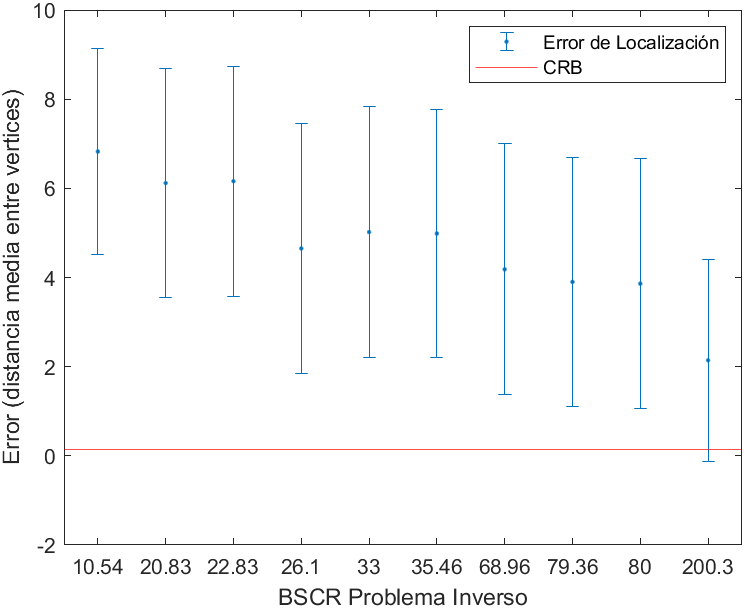 Error de Localización
CRB
Error (distancia media entre vertices)
10
8
6
4
2
0
-2
10.54 20.83 22.83 26.1 33 35.46 68.96 79.36 80 200.3
BSCR Problema Inverso